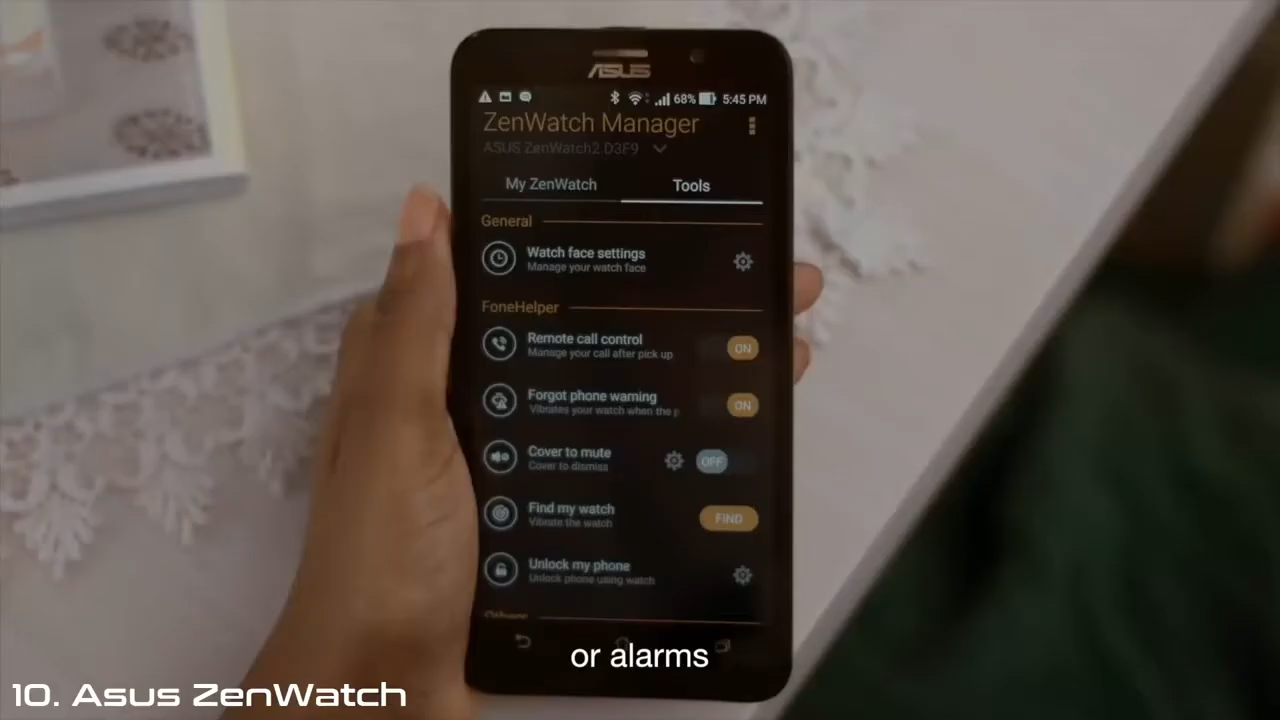 ASUS
68% 5:45 PM
ZenWatch Manager
ASUS ZenWatch2.D3F9
My ZenWatch Tools
General
Watch face settings
Manage your watch face
FoneHelper
Remote call control
Manage your call after pick up
ON
Forgot phone warning
Vibrates your watch when the p
ON
Cover to mute
Cover to dismiss
OFF
Find my watch
Vibrate the watch
FIND
Unlock my phone
Unlock phone using watch
or alarms
10. Asus ZenWatch